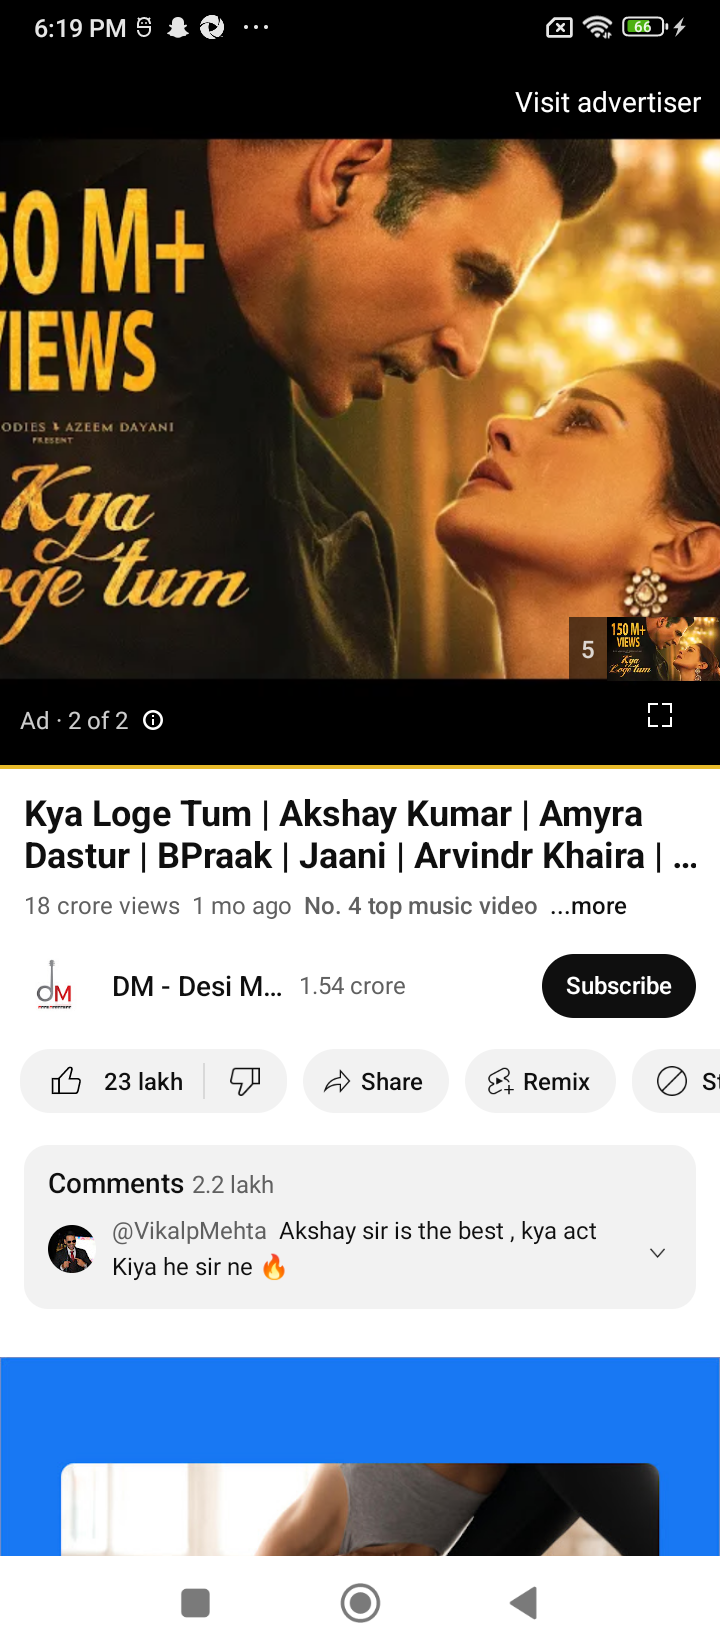 6:19 PM
66
Visit advertiser
50 M+
VIEWS
ODIES AZEEM DAYANI
PRESENT
Kya
oge tum
5
150 M+
VIEWS
Kya
Loge tum
Ad · 2 of 2
Kya Loge Tum | Akshay Kumar | Amyra
Dastur | BPraak | Jaani | Arvindr Khaira | ...
18 crore views 1 mo ago No. 4 top music video ...more
DM
DM - Desi M... 1.54 crore
Subscribe
23 lakh
Share
Remix
St
Comments 2.2 lakh
@VikalpMehta Akshay sir is the best , kya act
Kiya he sir ne 🔥